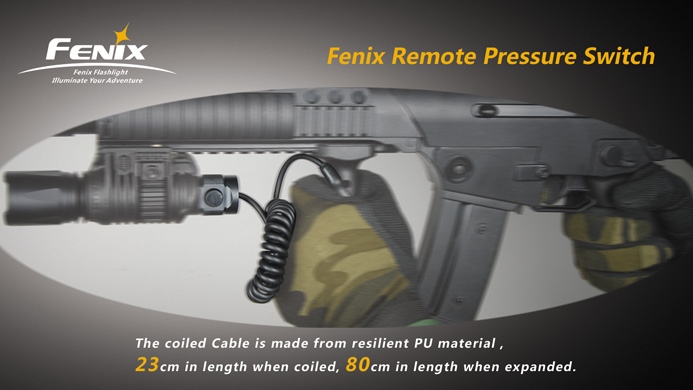 FENIX
Fenix Flashlight
Illuminate Your Adventure
Fenix Remote Pressure Switch
The coiled Cable is made from resilient PU material ,
23cm in length when coiled, 80cm in length when expanded.